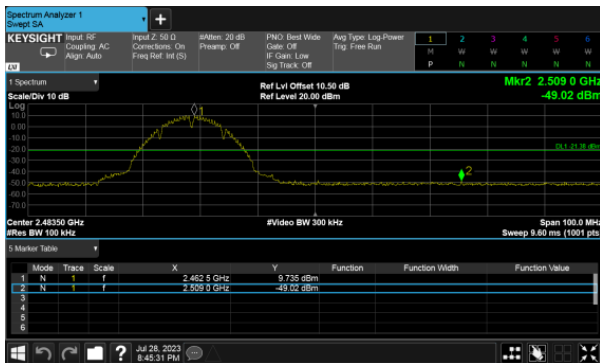 Spectrum Analyzer 1
Swept SA
+
KEYSIGHT Input: RF Input Z: 50 Ω #Atten: 20 dB PNO: Best Wide Avg Type: Log-Power 1 2 3 4 5 6
Coupling: AC Corrections: On Preamp: Off Gate: Off Trig: Free Run M W W W W W
Align: Auto Freq Ref: Int (S) IF Gain: Low P N N N N N
Sig Track: Off
LXI
1 Spectrum Ref Lvl Offset 10.50 dB Mkr2 2.509 0 GHz
Scale/Div 10 dB Ref Level 20.00 dBm -49.02 dBm
Log
10.0
0.00
-10.0
-20.0
-30.0
-40.0
-50.0
-60.0
-70.0
1
DL1 -21.36 dBm
2
Center 2.48350 GHz #Video BW 300 kHz Span 100.0 MHz
#Res BW 100 kHz Sweep 9.60 ms (1001 pts)
5 Marker Table
Mode Trace Scale X Y Function Function Width Function Value
1 N 1 f 2.462 5 GHz 9.735 dBm
2 N 1 f 2.509 0 GHz -49.02 dBm
3
4
5
6
? Jul 28, 2023
8:45:31 PM